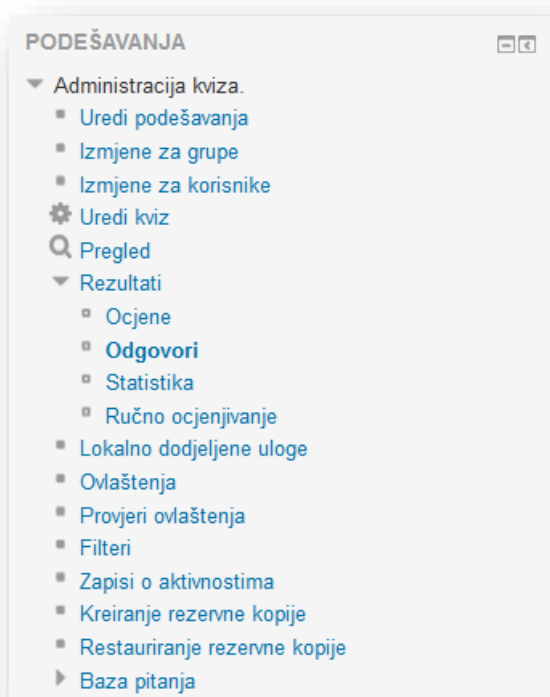 PODEŠAVANJA
Administracija kviza.
Uredi podešavanja
Izmjene za grupe
Izmjene za korisnike
Uredi kviz
Pregled
Rezultati
Ocjene
Odgovori
Statistika
Ručno ocjenjivanje
Lokalno dodjeljene uloge
Ovlaštenja
Provjeri ovlaštenja
Filteri
Zapisi o aktivnostima
Kreiranje rezervne kopije
Restauriranje rezervne kopije
Baza pitanja